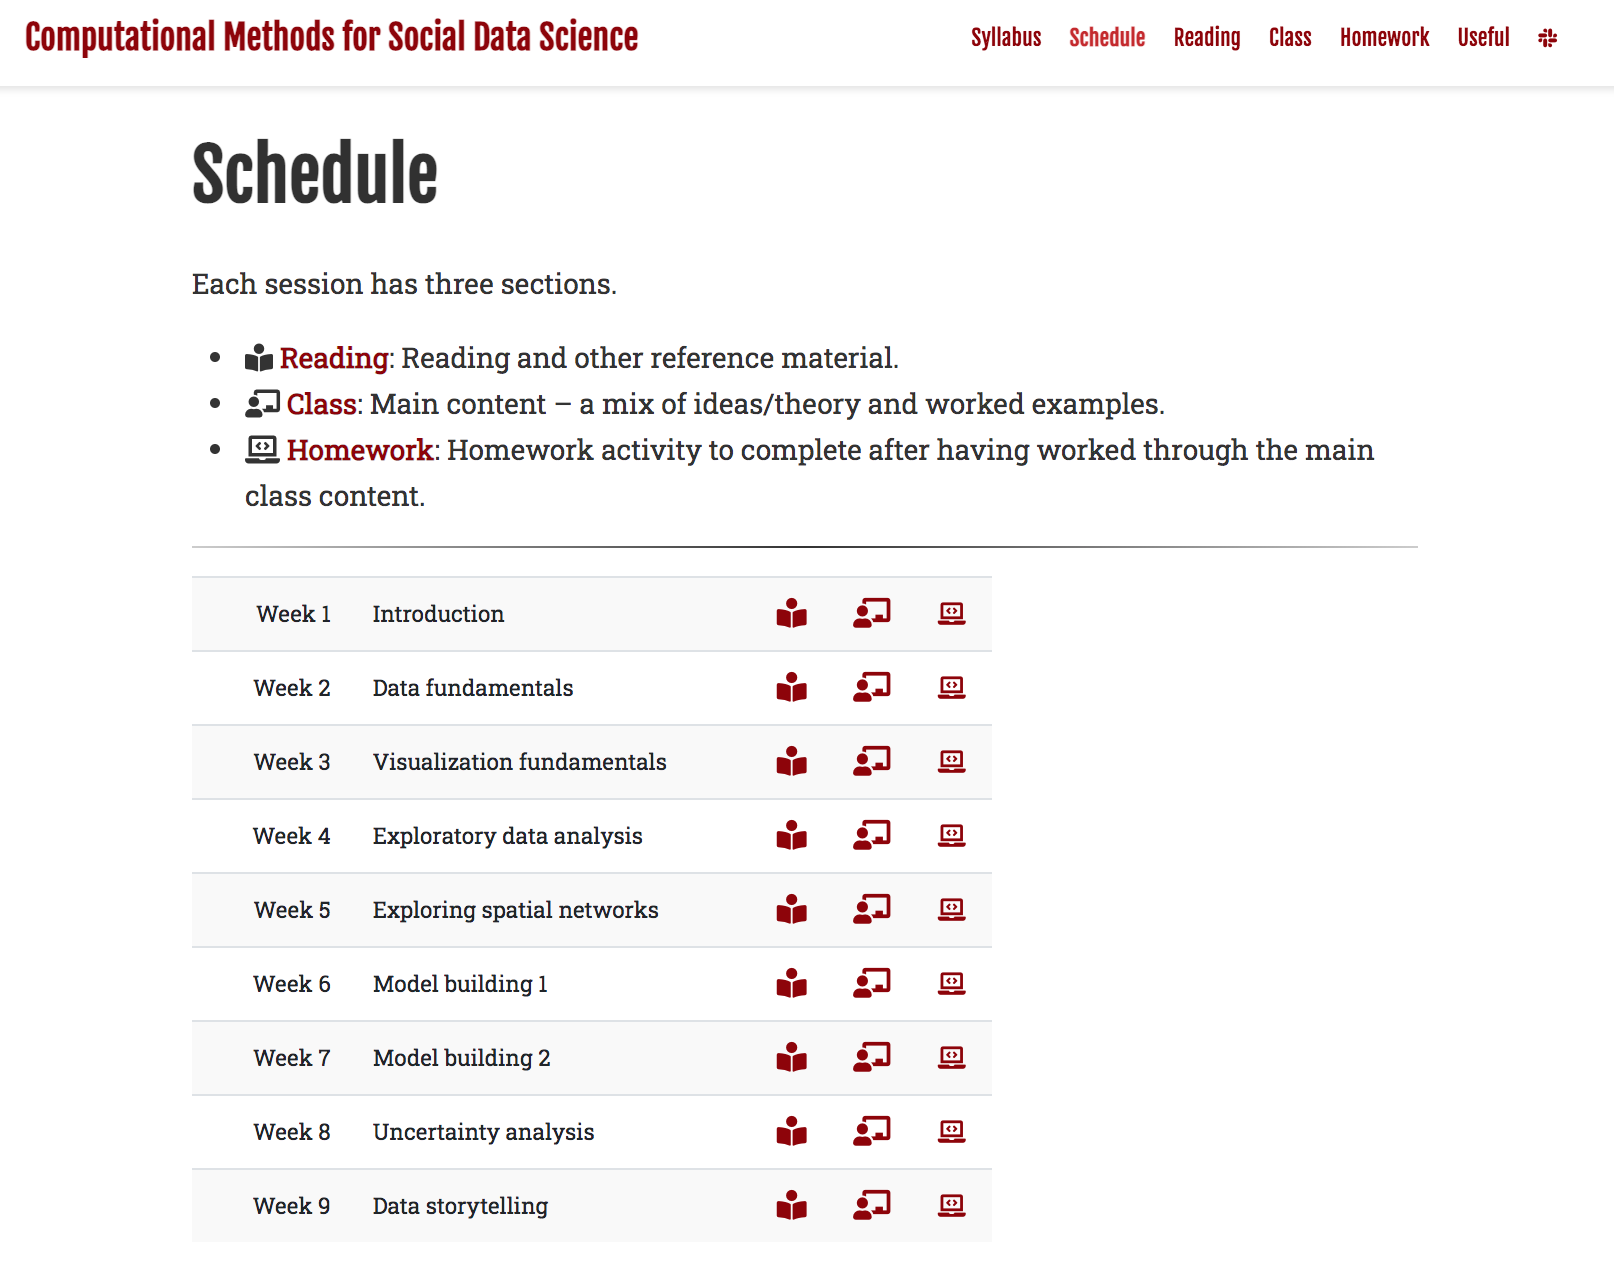 Computational Methods for Social Data Science
Syllabus Schedule Reading Class Homework Useful
Schedule
Each session has three sections.
Reading: Reading and other reference material.
Class: Main content – a mix of ideas/theory and worked examples.
Homework: Homework activity to complete after having worked through the main
class content.
Week 1 Introduction
Week 2 Data fundamentals
Week 3 Visualization fundamentals
Week 4 Exploratory data analysis
Week 5 Exploring spatial networks
Week 6 Model building 1
Week 7 Model building 2
Week 8 Uncertainty analysis
Week 9 Data storytelling